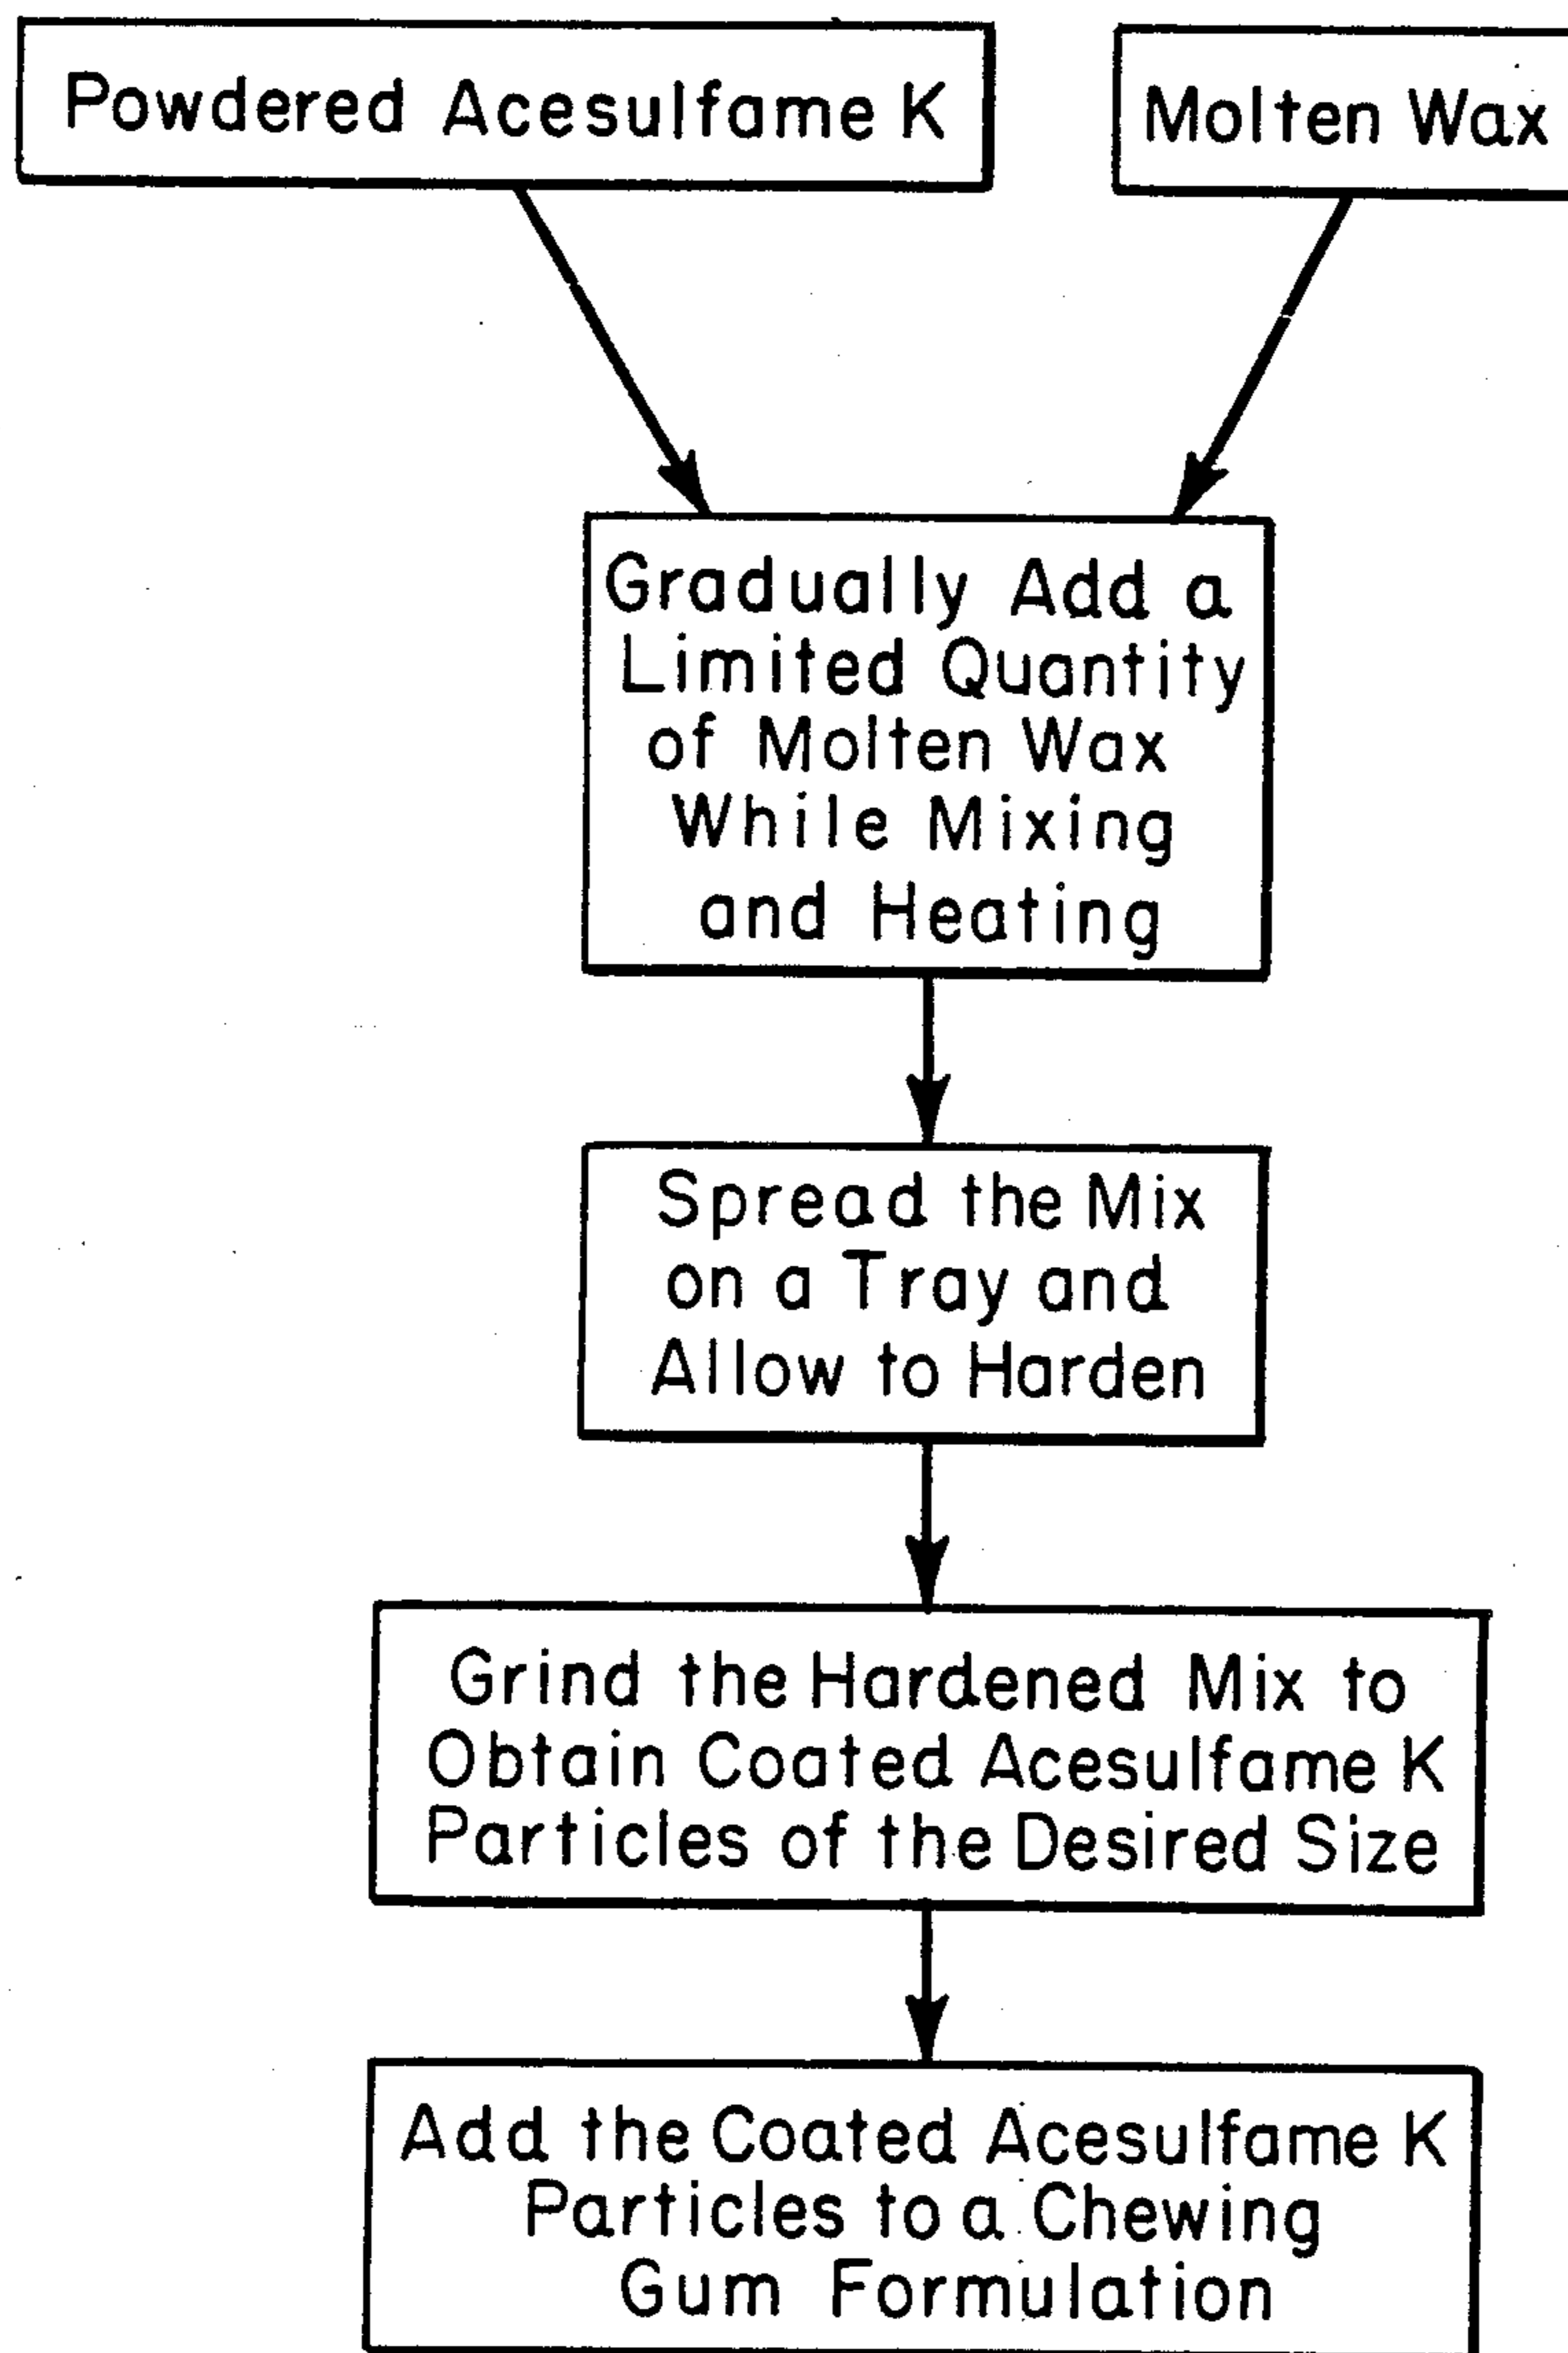 Powdered Acesulfame K
Molten Wax
Gradually Add a
Limited Quantity
of Molten Wax
While Mixing
and Heating
Spread the Mix
on a Tray and
Allow to Harden
Grind the Hardened Mix to
Obtain Coated Acesulfame K
Particles of the Desired Size
Add the Coated Acesulfame K
Particles to a Chewing
Gum Formulation